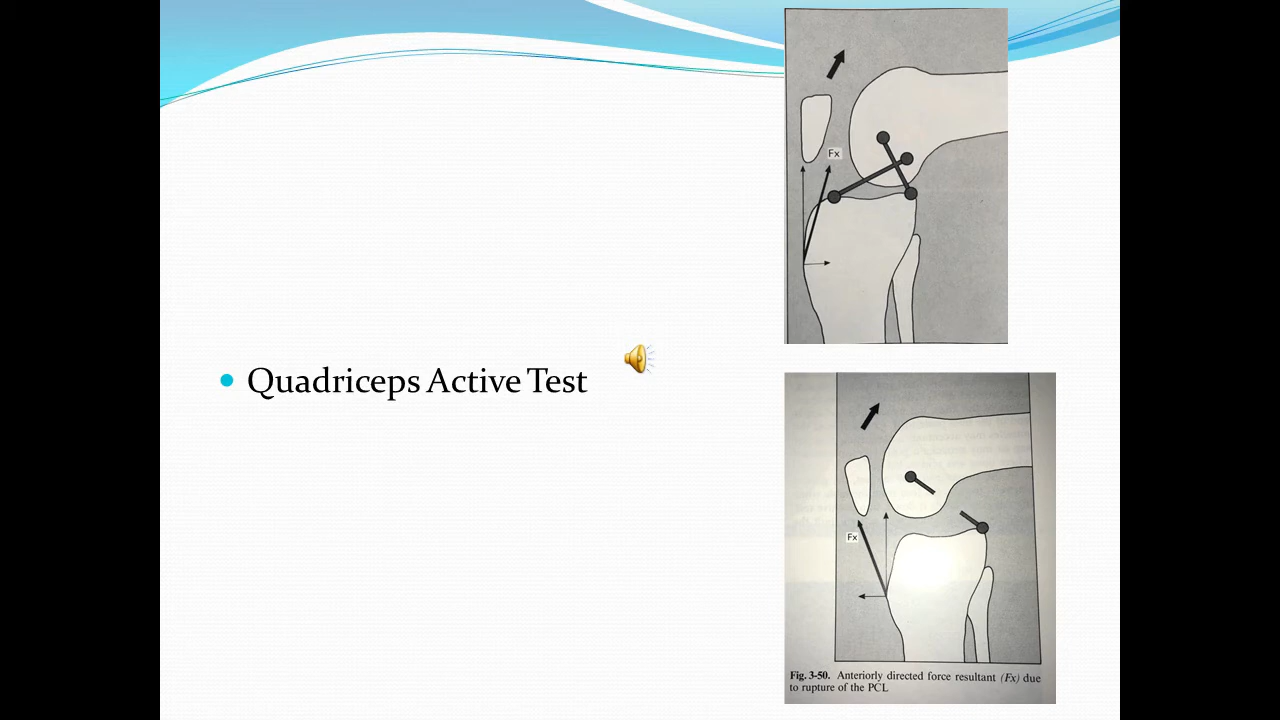 Fx
Quadriceps Active Test
Fx
Fig. 3-50. Anteriorly directed force resultant (Fx) due
to rupture of the PCL